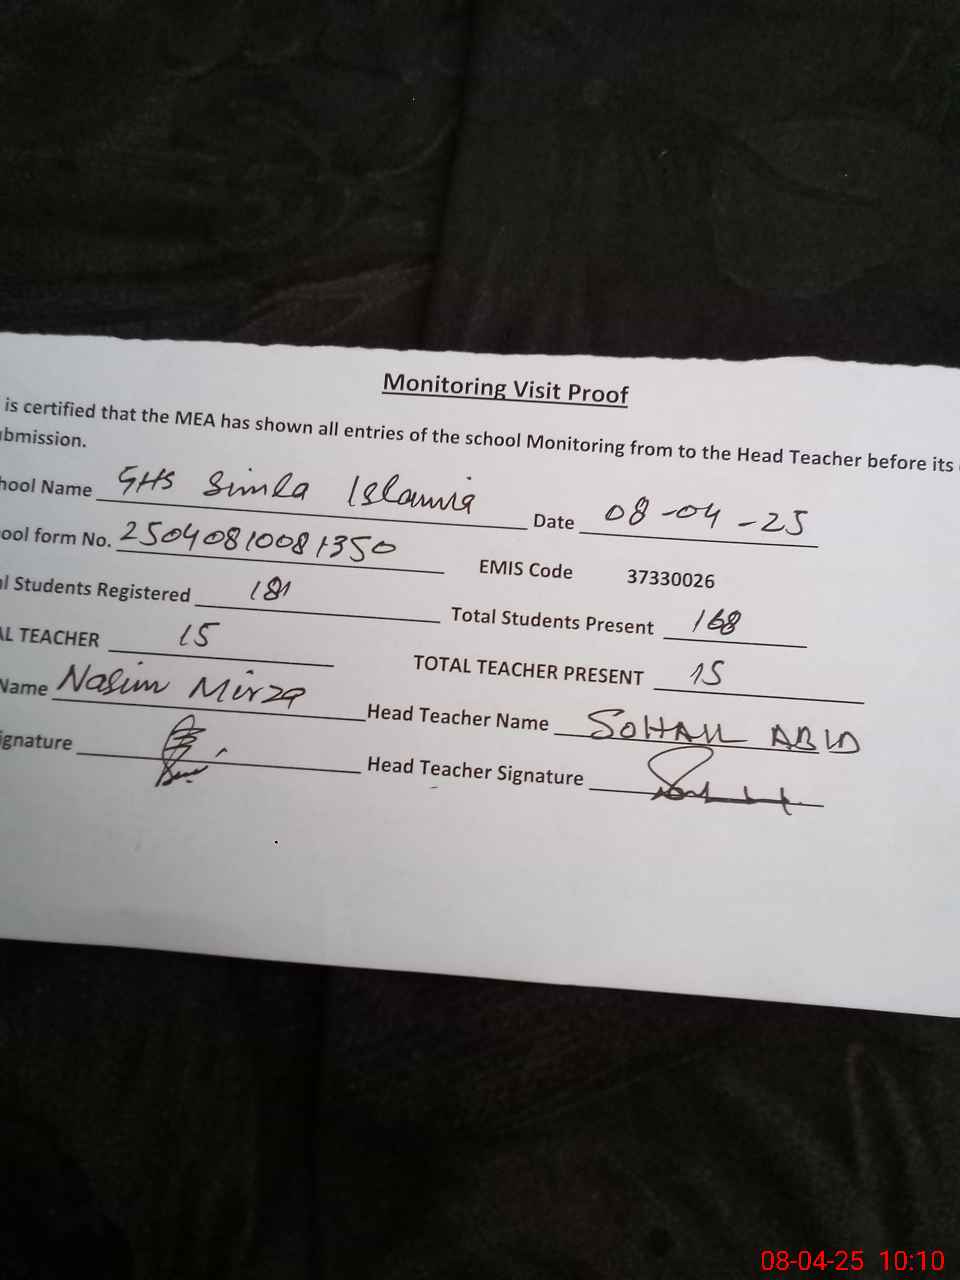 Monitoring Visit Proof
is certified that the MEA has shown all entries of the school Monitoring from to the Head Teacher before its
bmission.
hool Name GHS Simla Islamia Date 08-04-25
ool form No. 25040810081350 EMIS Code 37330026
l Students Registered 181 Total Students Present 168
AL TEACHER 15 TOTAL TEACHER PRESENT 15
Name Nasim Mirza Head Teacher Name SOHAIL ABID
ignature Head Teacher Signature
08-04-25 10:10